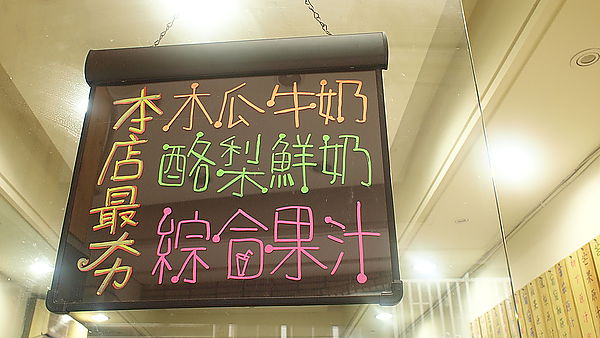 本店最夯
木瓜牛奶
酪梨鮮奶
綜合果汁